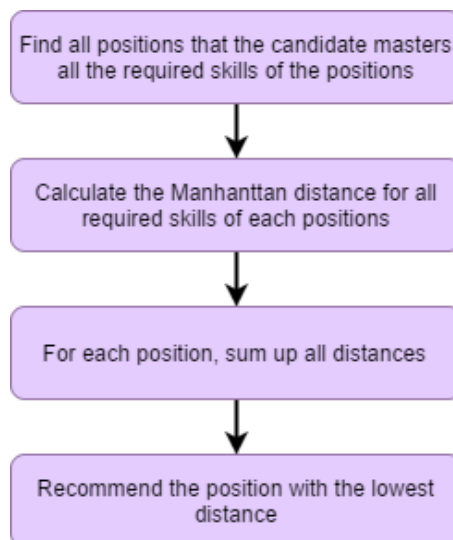 Find all positions that the candidate masters
all the required skills of the positions
Calculate the Manhanttan distance for all
required skills of each positions
For each position, sum up all distances
Recommend the position with the lowest
distance